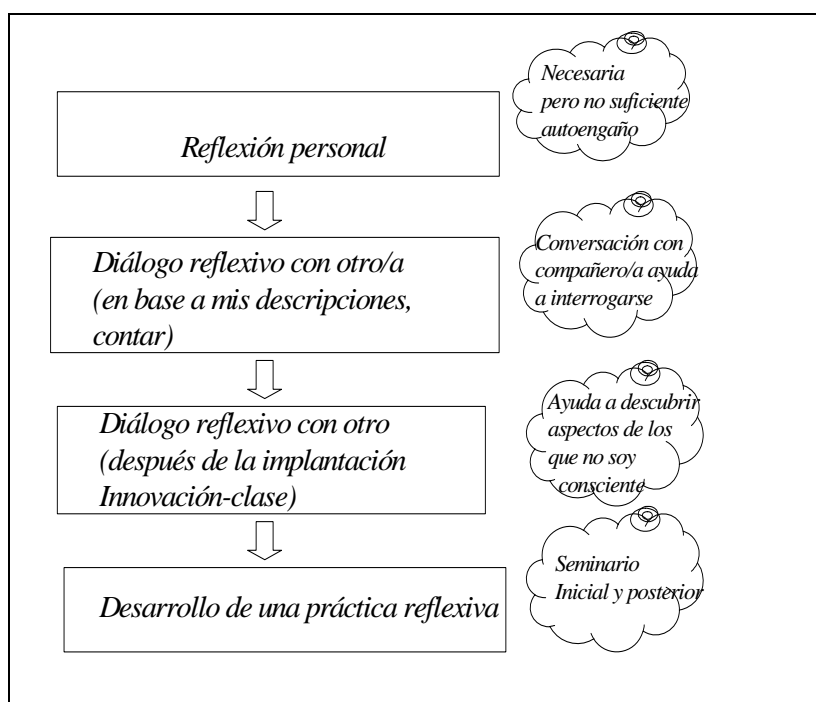 Necesaria
pero no suficiente
autoengaño
Reflexión personal
Diálogo reflexivo con otro/a
(en base a mis descripciones,
contar)
Conversación con
compañero/a ayuda
a interrogarse
Diálogo reflexivo con otro
(después de la implantación
Innovación-clase)
Ayuda a descubrir
aspectos de los
que no soy
consciente
Desarrollo de una práctica reflexiva
Seminario
Inicial y posterior